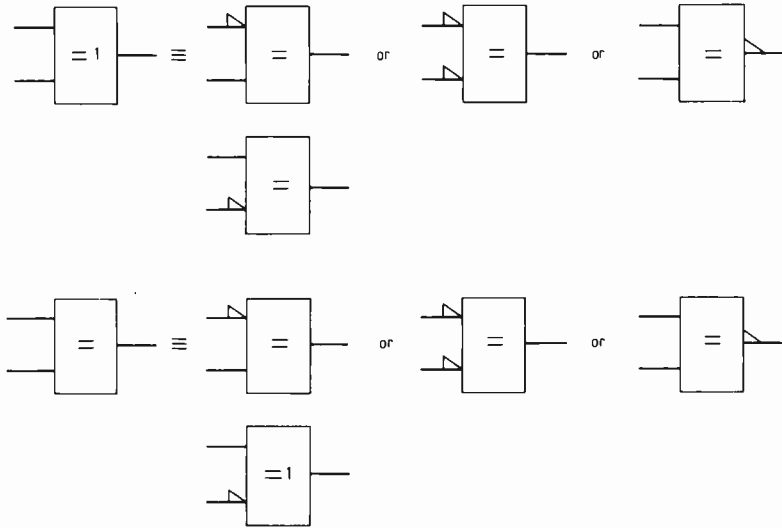 = 1 ≡ = or = or =
=
= ≡ = or = or =
= 1